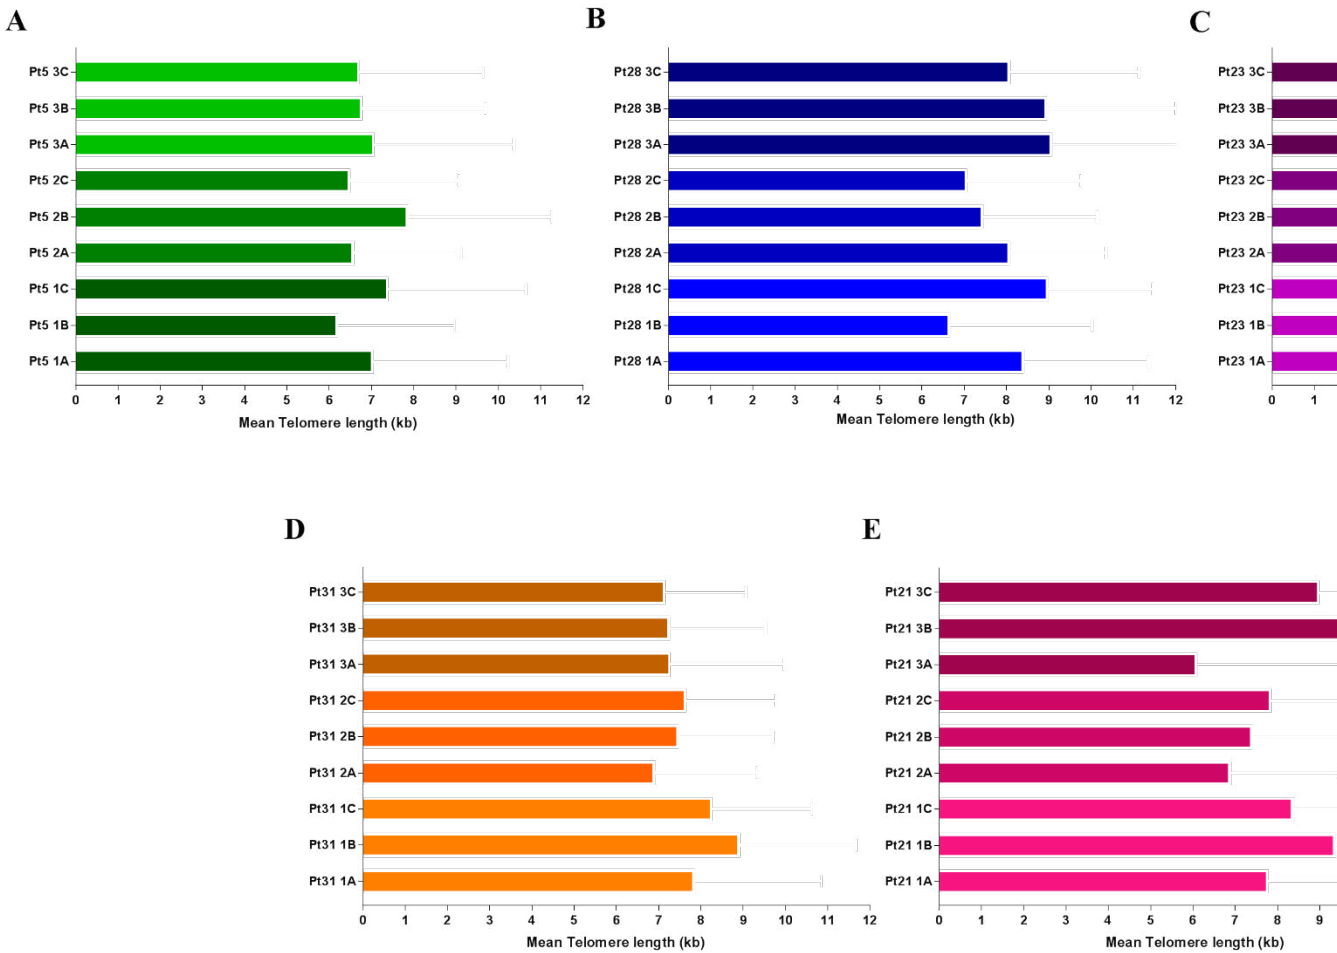 A
Pt5 3C
Pt5 3B
Pt5 3A
Pt5 2C
Pt5 2B
Pt5 2A
Pt5 1C
Pt5 1B
Pt5 1A
0 1 2 3 4 5 6 7 8 9 10 11 12
Mean Telomere length (kb)
B
Pt28 3C
Pt28 3B
Pt28 3A
Pt28 2C
Pt28 2B
Pt28 2A
Pt28 1C
Pt28 1B
Pt28 1A
0 1 2 3 4 5 6 7 8 9 10 11 12
Mean Telomere length (kb)
C
Pt23 3C
Pt23 3B
Pt23 3A
Pt23 2C
Pt23 2B
Pt23 2A
Pt23 1C
Pt23 1B
Pt23 1A
0 1
D
Pt31 3C
Pt31 3B
Pt31 3A
Pt31 2C
Pt31 2B
Pt31 2A
Pt31 1C
Pt31 1B
Pt31 1A
0 1 2 3 4 5 6 7 8 9 10 11 12
Mean Telomere length (kb)
E
Pt21 3C
Pt21 3B
Pt21 3A
Pt21 2C
Pt21 2B
Pt21 2A
Pt21 1C
Pt21 1B
Pt21 1A
0 1 2 3 4 5 6 7 8 9
Mean Telomere length (kb)